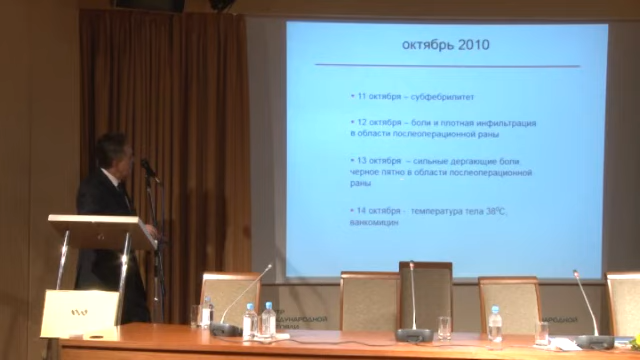 октябрь 2010
• 11 октября – субфебрилитет
• 12 октября – боли и плотная инфильтрация
в области послеоперационной раны
• 13 октября – сильные дергающие боли,
черное пятно в области послеоперационной
раны
• 14 октября - температура тела 38°C,
ванкомицин